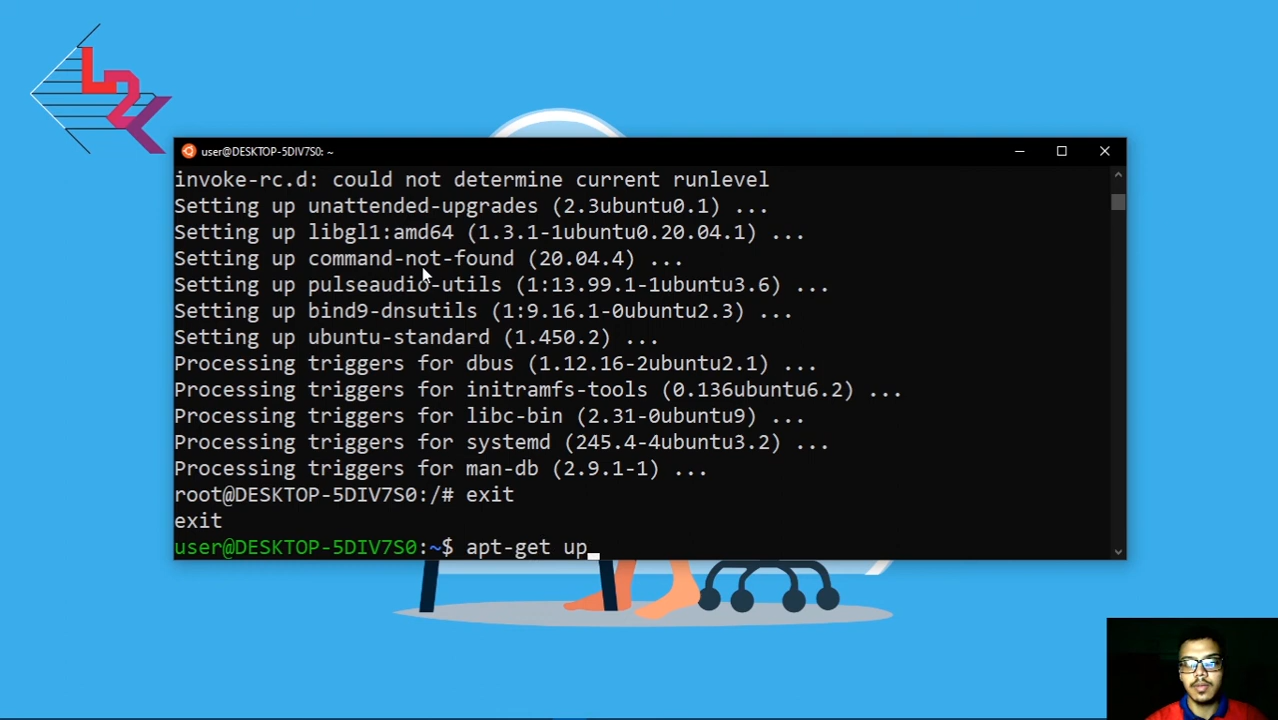 LDK
user@DESKTOP-5DIV7S0: ~
invoke-rc.d: could not determine current runlevel
Setting up unattended-upgrades (2.3ubuntu0.1) ...
Setting up libgl1:amd64 (1.3.1-1ubuntu0.20.04.1) ...
Setting up command-not-found (20.04.4) ...
Setting up pulseaudio-utils (1:13.99.1-1ubuntu3.6) ...
Setting up bind9-dnsutils (1:9.16.1-0ubuntu2.3) ...
Setting up ubuntu-standard (1.450.2) ...
Processing triggers for dbus (1.12.16-2ubuntu2.1) ...
Processing triggers for initramfs-tools (0.136ubuntu6.2) ...
Processing triggers for libc-bin (2.31-0ubuntu9) ...
Processing triggers for systemd (245.4-4ubuntu3.2) ...
Processing triggers for man-db (2.9.1-1) ...
root@DESKTOP-5DIV7S0:/# exit
exit
user@DESKTOP-5DIV7S0:~$ apt-get up